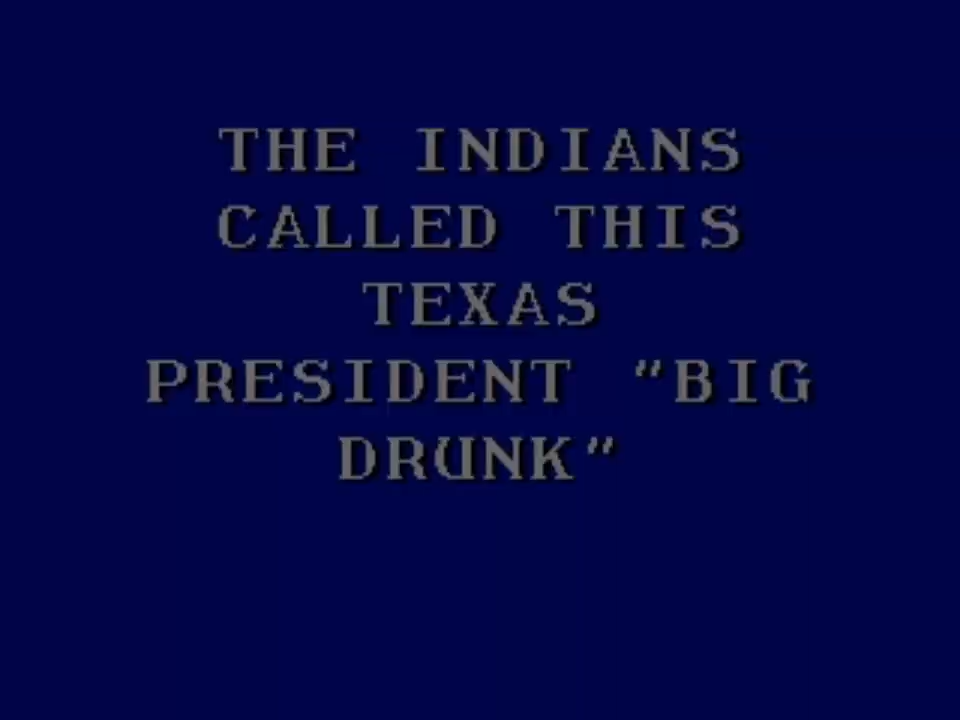 THE INDIANS
CALLED THIS
TEXAS
PRESIDENT "BIG
DRUNK"